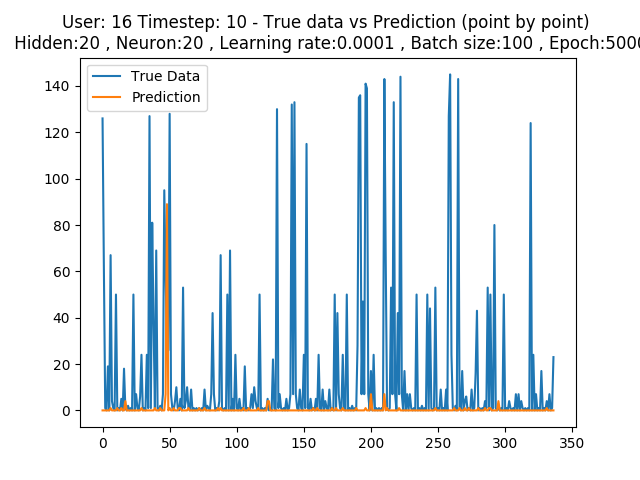 User: 16 Timestep: 10 - True data vs Prediction (point by point)
Hidden:20 , Neuron:20 , Learning rate:0.0001 , Batch size:100 , Epoch:5000
True Data
Prediction
140
120
100
80
60
40
20
0
0 50 100 150 200 250 300 350